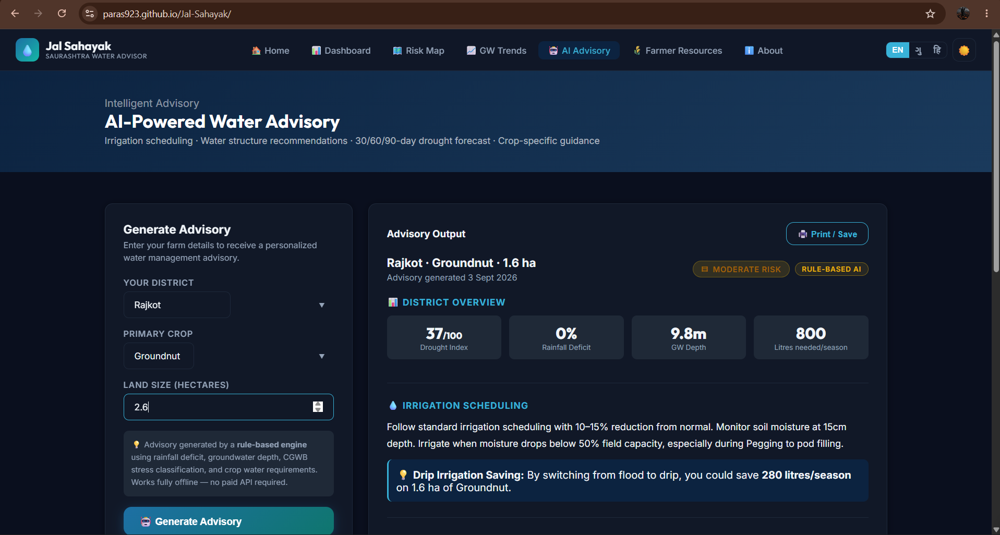 paras923.github.io/Jal-Sahayak/
Jal Sahayak
SAURASHTRA WATER ADVISOR
Home
Dashboard
Risk Map
GW Trends
AI Advisory
Farmer Resources
About
EN
ગુ
हि
Intelligent Advisory
AI-Powered Water Advisory
Irrigation scheduling · Water structure recommendations · 30/60/90-day drought forecast · Crop-specific guidance
Generate Advisory
Enter your farm details to receive a personalized
water management advisory.
YOUR DISTRICT
Rajkot
PRIMARY CROP
Groundnut
LAND SIZE (HECTARES)
2.6
Advisory generated by a rule-based engine
using rainfall deficit, groundwater depth, CGWB
stress classification, and crop water requirements.
Works fully offline — no paid API required.
Generate Advisory
Advisory Output
Print / Save
Rajkot · Groundnut · 1.6 ha
Advisory generated 3 Sept 2026
MODERATE RISK
RULE-BASED AI
DISTRICT OVERVIEW
37/100
Drought Index
0%
Rainfall Deficit
9.8m
GW Depth
800
Litres needed/season
IRRIGATION SCHEDULING
Follow standard irrigation scheduling with 10–15% reduction from normal. Monitor soil moisture at 15cm
depth. Irrigate when moisture drops below 50% field capacity, especially during Pegging to pod filling.
Drip Irrigation Saving: By switching from flood to drip, you could save 280 litres/season
on 1.6 ha of Groundnut.